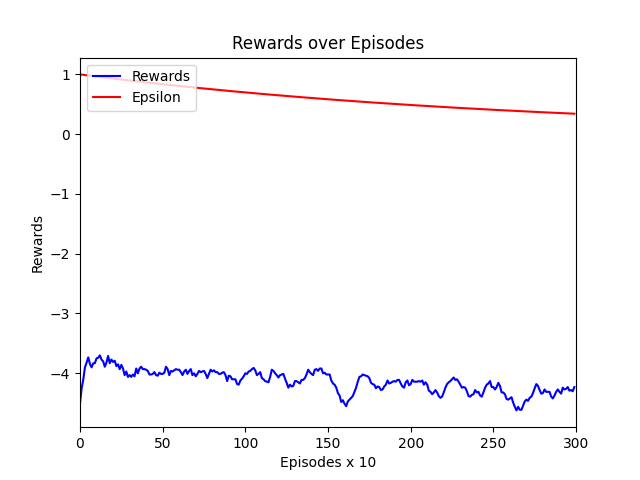 Rewards over Episodes
Rewards
Epsilon
1
0
−1
−2
−3
−4
Rewards
0 50 100 150 200 250 300
Episodes x 10